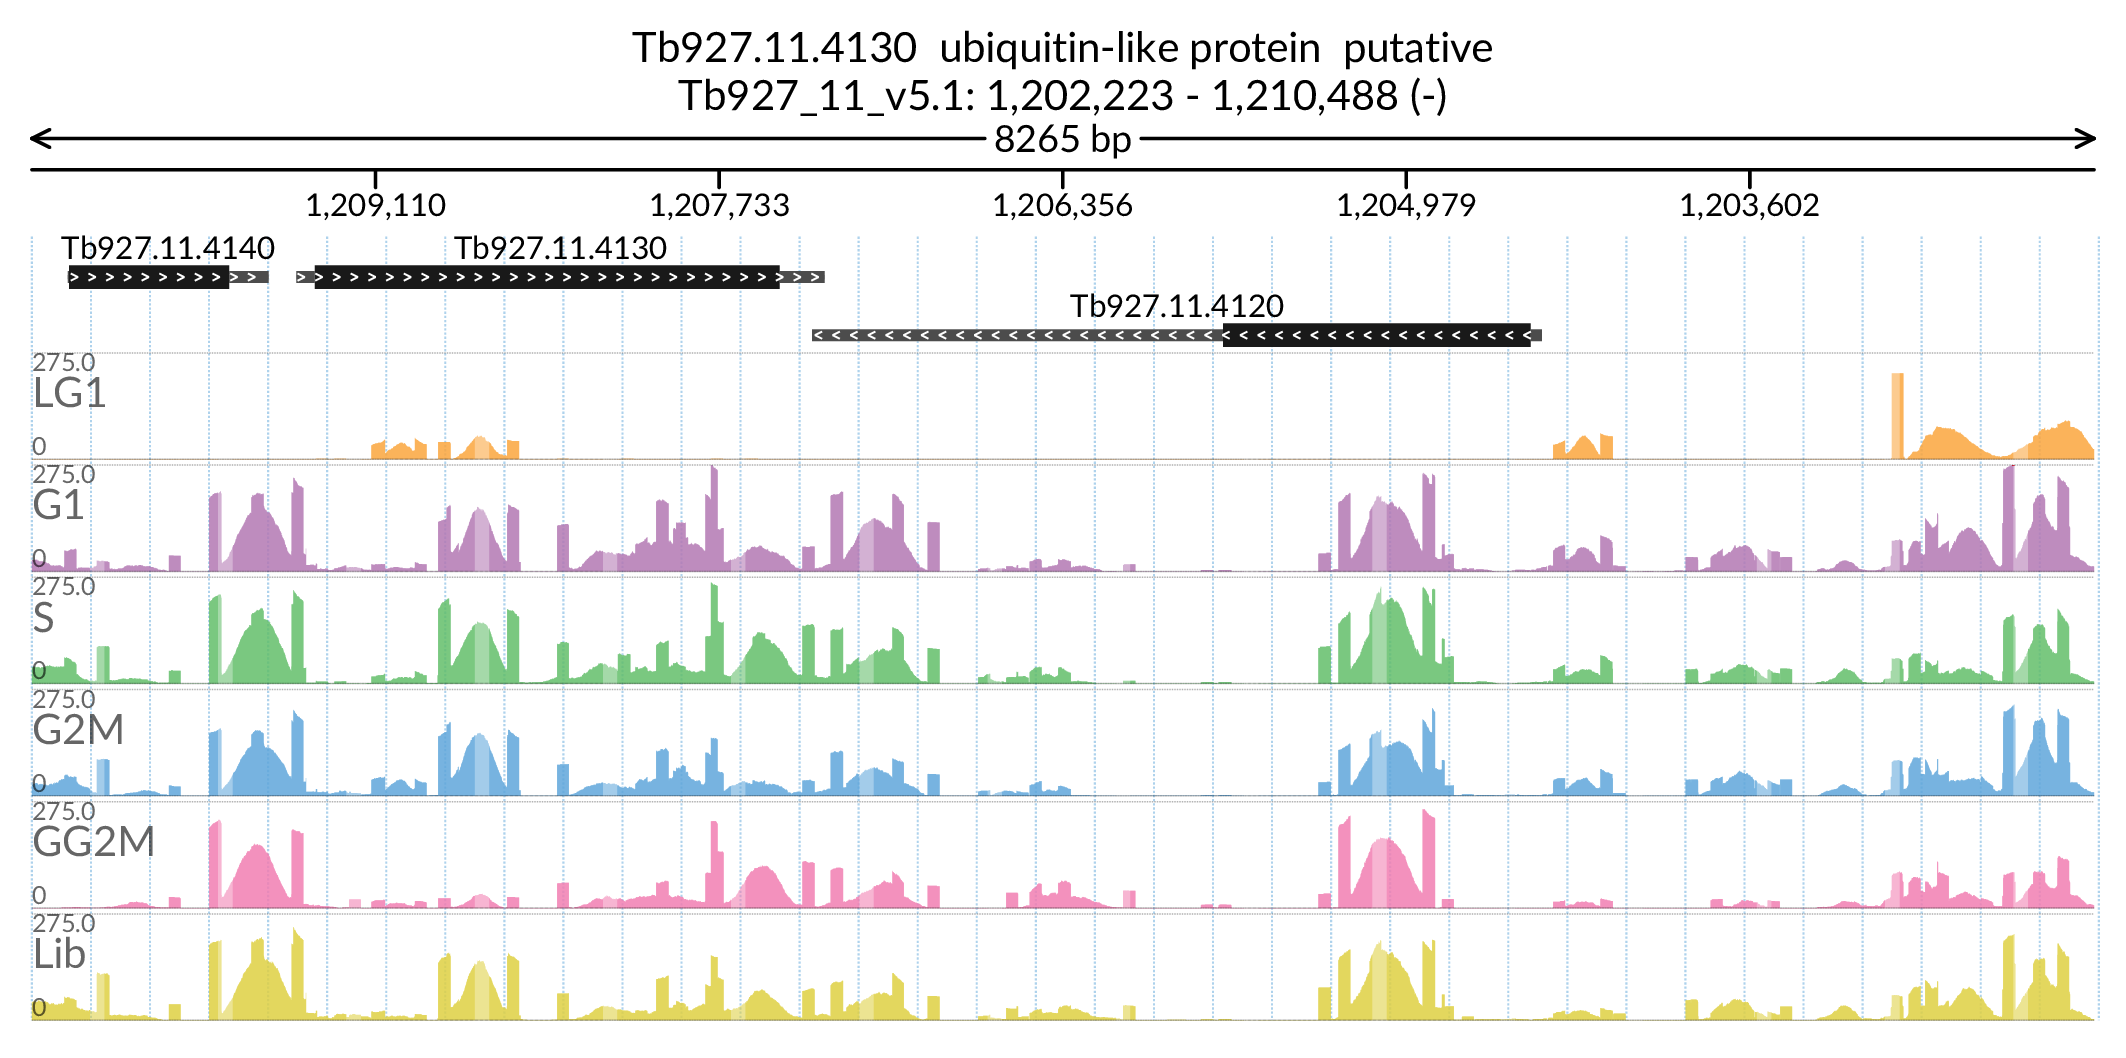 Tb927.11.4130 ubiquitin-like protein putative
Tb927_11_v5.1: 1,202,223 - 1,210,488 (-)
8265 bp
1,209,110 1,207,733 1,206,356 1,204,979 1,203,602
Tb927.11.4140 Tb927.11.4130
Tb927.11.4120
275.0
LG1
0
275.0
G1
0
275.0
S
0
275.0
G2M
0
275.0
GG2M
0
275.0
Lib
0